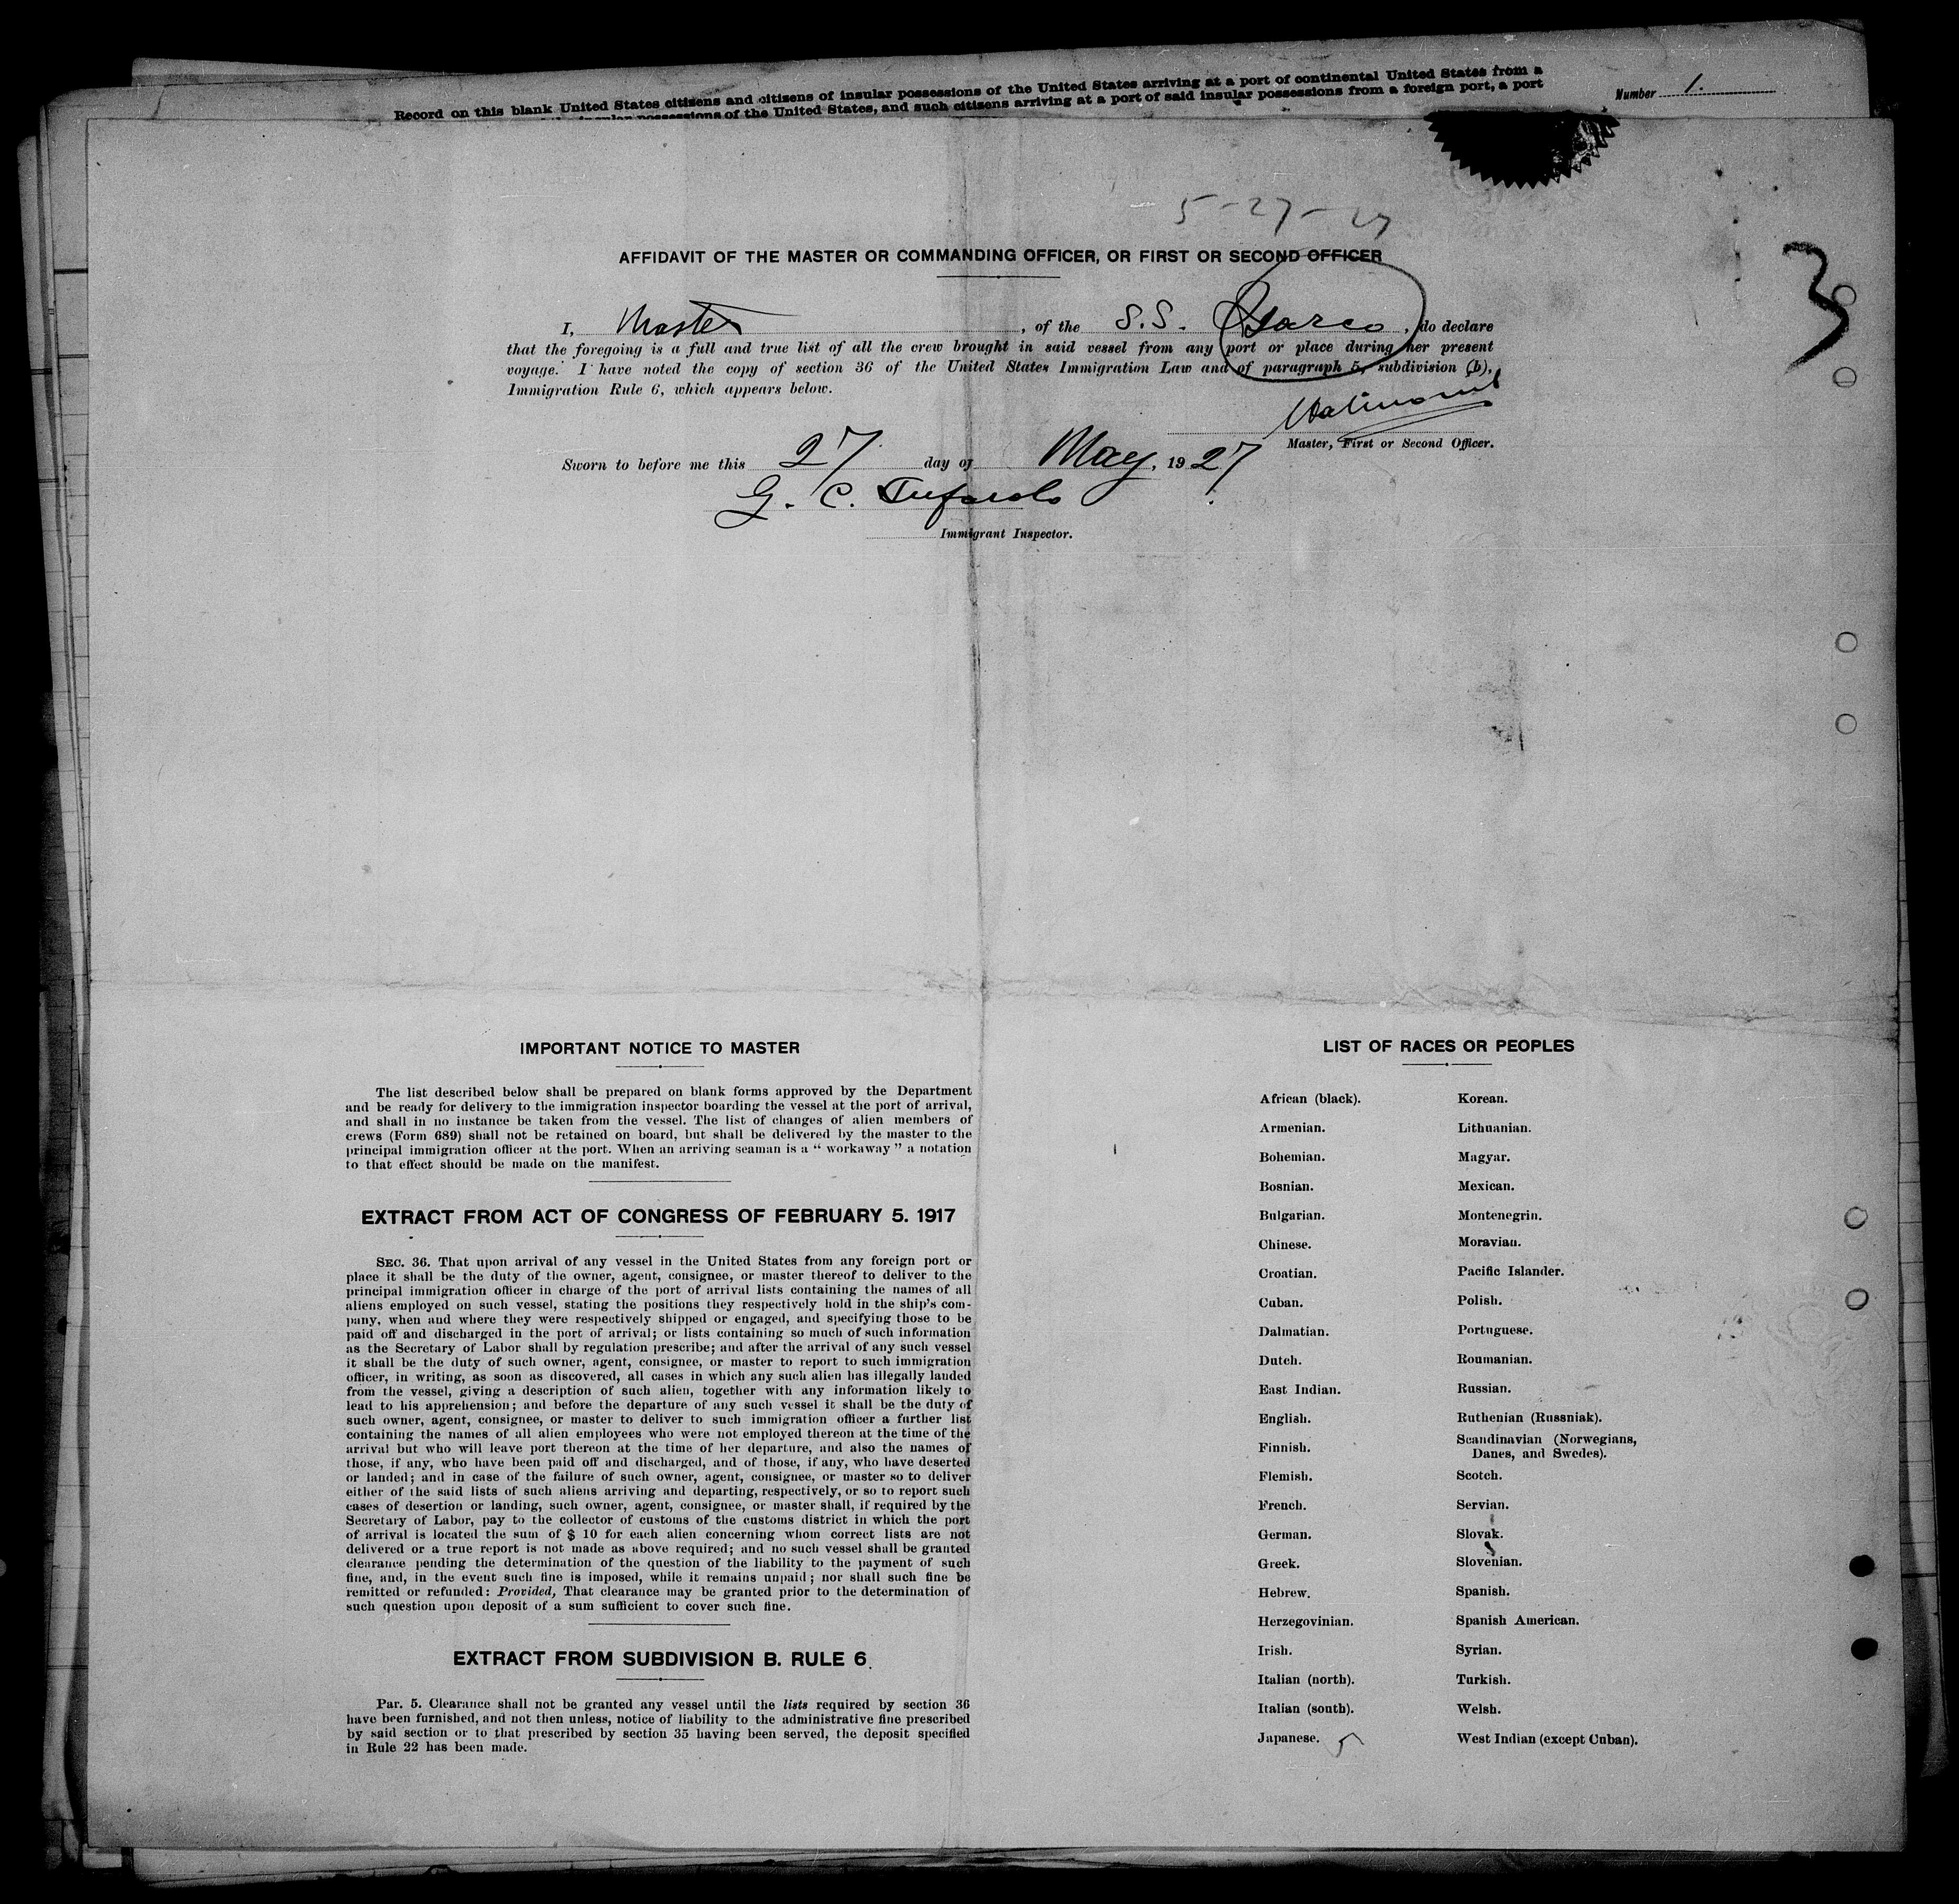 Record on this blank United States citizens and citizens of insular possessions of the United States arriving at a port of continental United States from a
insular possessions of the United States, and such citizens arriving at a port of said insular possessions from a foreign port, a port
Number 1.
5-27-27
3
AFFIDAVIT OF THE MASTER OR COMMANDING OFFICER, OR FIRST OR SECOND OFFICER
I, Master, of the S.S., do declare
that the foregoing is a full and true list of all the crew brought in said vessel from any port or place during her present
voyage. I have noted the copy of section 36 of the United States Immigration Law and of paragraph 5, subdivision (b),
Immigration Rule 6, which appears below.
Master, First or Second Officer.
Sworn to before me this 27 day of May, 1927
G. C.
Immigrant Inspector.
IMPORTANT NOTICE TO MASTER
The list described below shall be prepared on blank forms approved by the Department
and be ready for delivery to the immigration inspector boarding the vessel at the port of arrival,
and shall in no instance be taken from the vessel. The list of changes of alien members of
crews (Form 689) shall not be retained on board, but shall be delivered by the master to the
principal immigration officer at the port. When an arriving seaman is a "workaway" a notation
to that effect should be made on the manifest.
EXTRACT FROM ACT OF CONGRESS OF FEBRUARY 5. 1917
SEC. 36. That upon arrival of any vessel in the United States from any foreign port or
place it shall be the duty of the owner, agent, consignee, or master thereof to deliver to the
principal immigration officer in charge of the port of arrival lists containing the names of all
aliens employed on such vessel, stating the positions they respectively hold in the ship's com-
pany, when and where they were respectively shipped or engaged, and specifying those to be
paid off and discharged in the port of arrival; or lists containing so much of such information
as the Secretary of Labor shall by regulation prescribe; and after the arrival of any such vessel
it shall be the duty of such owner, agent, consignee, or master to report to such immigration
officer, in writing, as soon as discovered, all cases in which any such alien has illegally landed
from the vessel, giving a description of such alien, together with any information likely to
lead to his apprehension; and before the departure of any such vessel it shall be the duty of
such owner, agent, consignee, or master to deliver to such immigration officer a further list
containing the names of all alien employees who were not employed thereon at the time of the
arrival but who will leave port thereon at the time of her departure, and also the names of
those, if any, who have been paid off and discharged, and of those, if any, who have deserted
or landed; and in case of the failure of such owner, agent, consignee, or master so to deliver
either of the said lists of such aliens arriving and departing, respectively, or so to report such
cases of desertion or landing, such owner, agent, consignee, or master shall, if required by the
Secretary of Labor, pay to the collector of customs of the customs district in which the port
of arrival is located the sum of $ 10 for each alien concerning whom correct lists are not
delivered or a true report is not made as above required; and no such vessel shall be granted
clearance pending the determination of the question of the liability to the payment of such
fine, and, in the event such fine is imposed, while it remains unpaid; nor shall such fine be
remitted or refunded: Provided, That clearance may be granted prior to the determination of
such question upon deposit of a sum sufficient to cover such fine.
EXTRACT FROM SUBDIVISION B. RULE 6.
Par. 5. Clearance shall not be granted any vessel until the lists required by section 36
have been furnished, and not then unless, notice of liability to the administrative fine prescribed
by said section or to that prescribed by section 35 having been served, the deposit specified
in Rule 22 has been made.
LIST OF RACES OR PEOPLES
African (black).
Armenian.
Bohemian.
Bosnian.
Bulgarian.
Chinese.
Croatian.
Cuban.
Dalmatian.
Dutch.
East Indian.
English.
Finnish.
Flemish.
French.
German.
Greek.
Hebrew.
Herzegovinian.
Irish.
Italian (north).
Italian (south).
Japanese.
Korean.
Lithuanian.
Magyar.
Mexican.
Montenegrin.
Moravian.
Pacific Islander.
Polish.
Portuguese.
Roumanian.
Russian.
Ruthenian (Russniak).
Scandinavian (Norwegians,
Danes, and Swedes).
Scotch.
Servian.
Slovak.
Slovenian.
Spanish.
Spanish American.
Syrian.
Turkish.
Welsh.
West Indian (except Cuban).